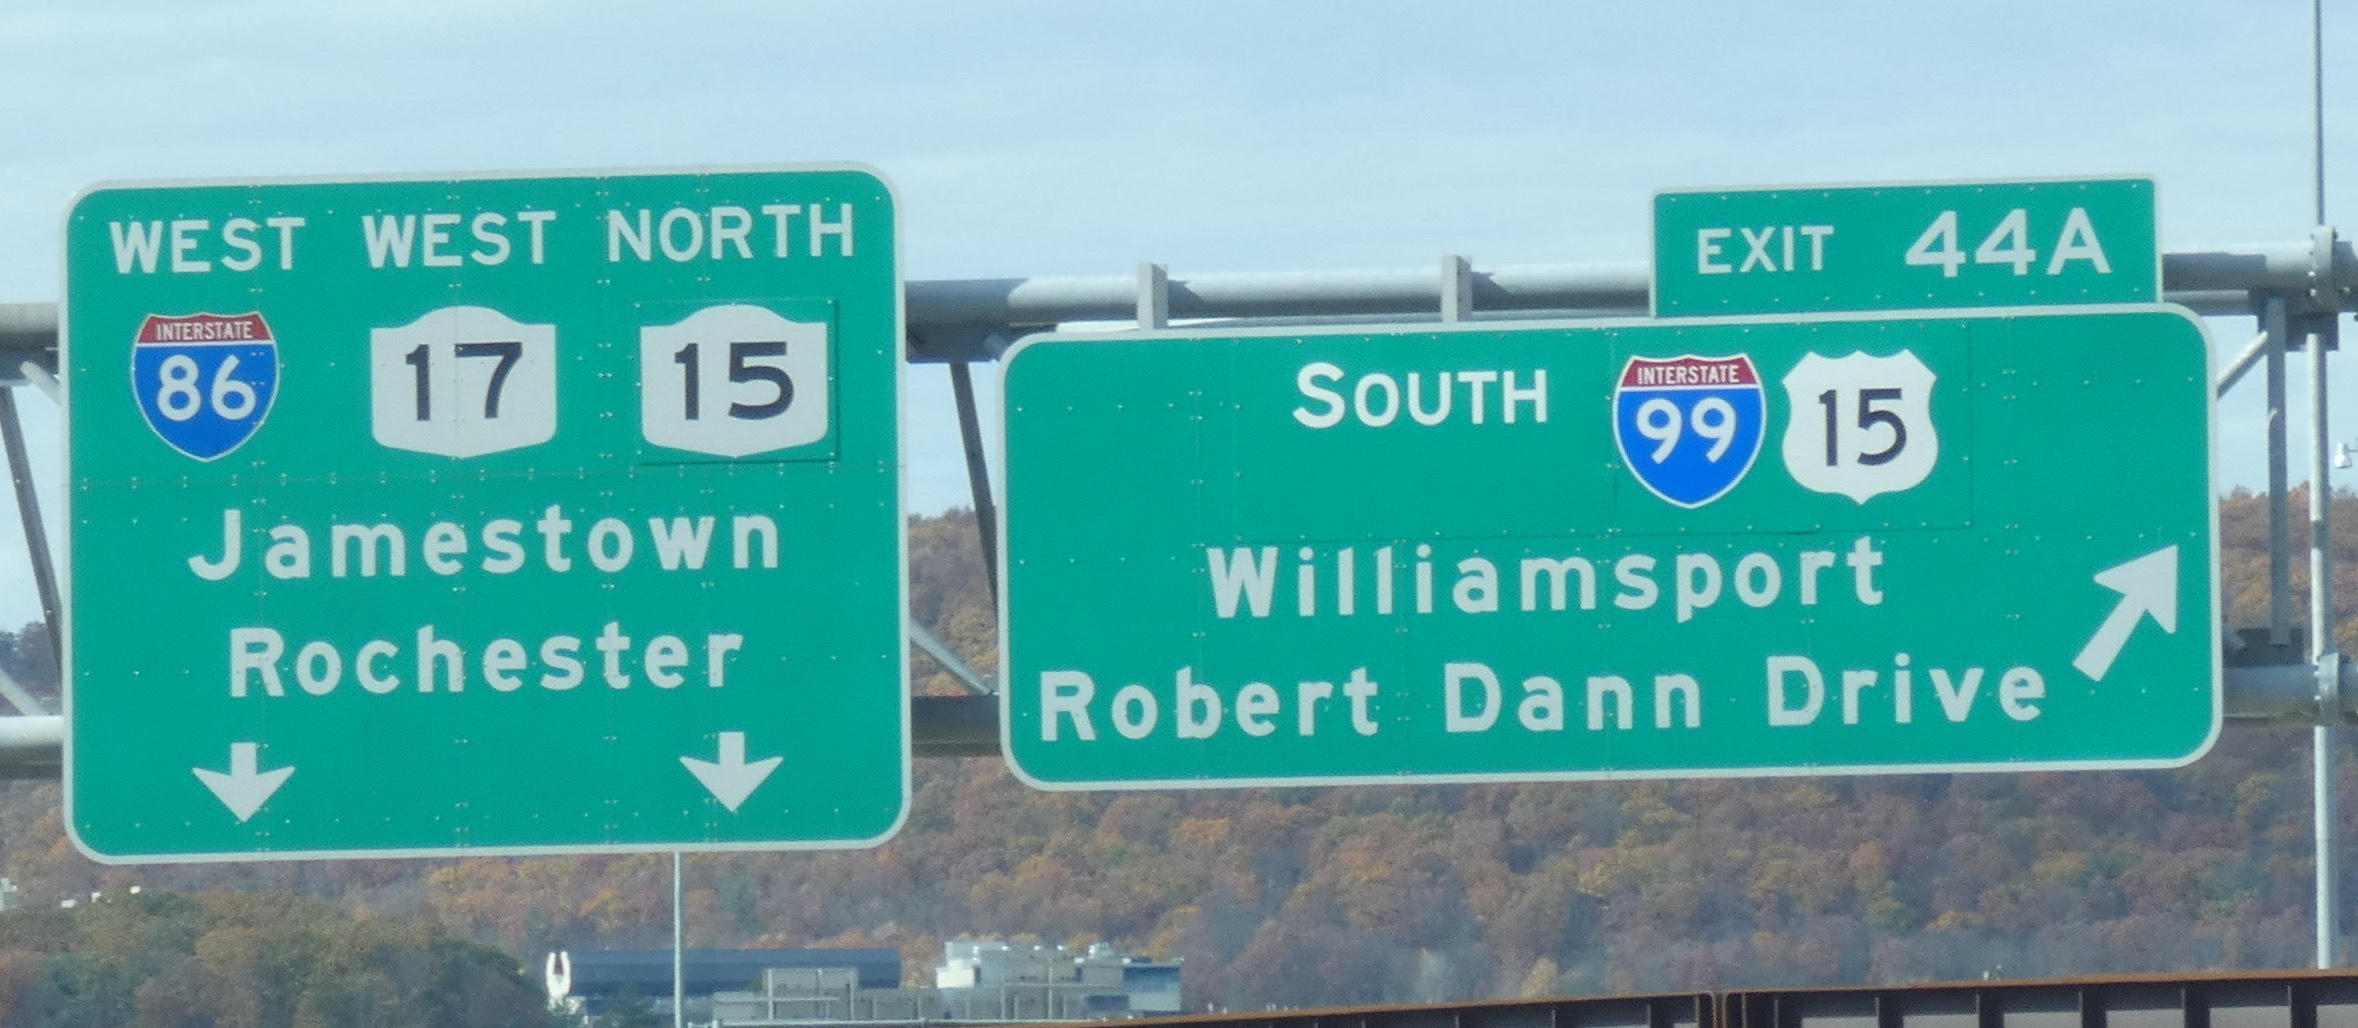 WEST WEST NORTH
INTERSTATE
86 17 15
Jamestown
Rochester
EXIT 44A
SOUTH INTERSTATE
99 15
Williamsport
Robert Dann Drive